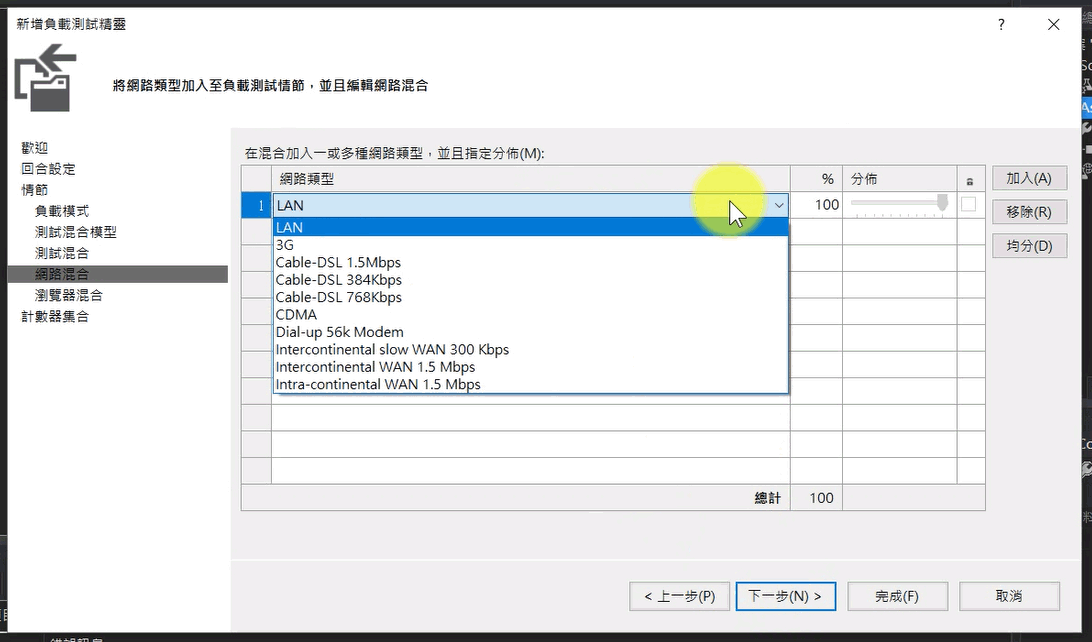 新增負載測試精靈
?
將網路類型加入至負載測試情節，並且編輯網路混合
歡迎
回合設定
情節
負載模式
測試混合模型
測試混合
網路混合
瀏覽器混合
計數器集合
在混合加入一或多種網路類型，並且指定分佈(M):
網路類型 % 分佈
1 LAN 100
LAN
3G
Cable-DSL 1.5Mbps
Cable-DSL 384Kbps
Cable-DSL 768Kbps
CDMA
Dial-up 56k Modem
Intercontinental slow WAN 300 Kbps
Intercontinental WAN 1.5 Mbps
Intra-continental WAN 1.5 Mbps
總計 100
加入(A)
移除(R)
均分(D)
< 上一步(P) 下一步(N) > 完成(F) 取消